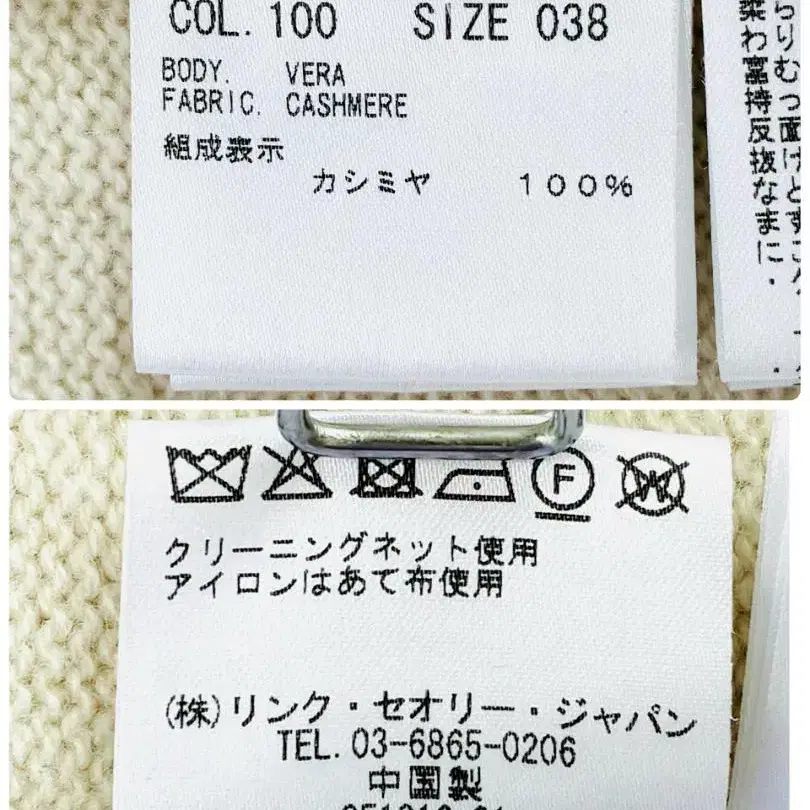 COL. 100 SIZE 038
BODY. VERA
FABRIC. CASHMERE
組成表示
カシミヤ 100%
クリーニングネット使用
アイロンはあて布使用
(株)リンク・セオリー・ジャパン
TEL. 03-6865-0206
中国製